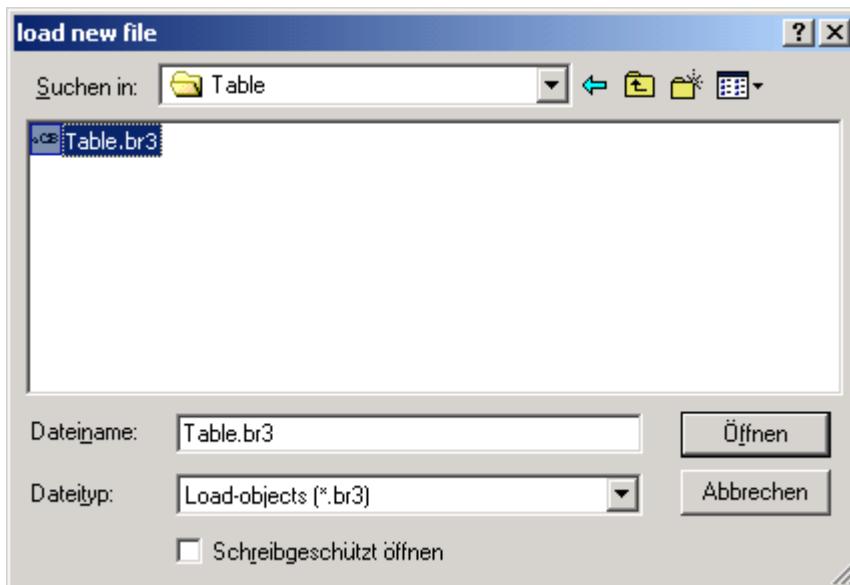 load new file
Suchen in: Table
Table.br3
Dateiname: Table.br3 Öffnen
Dateityp: Load-objects (*.br3) Abbrechen
Schreibgeschützt öffnen